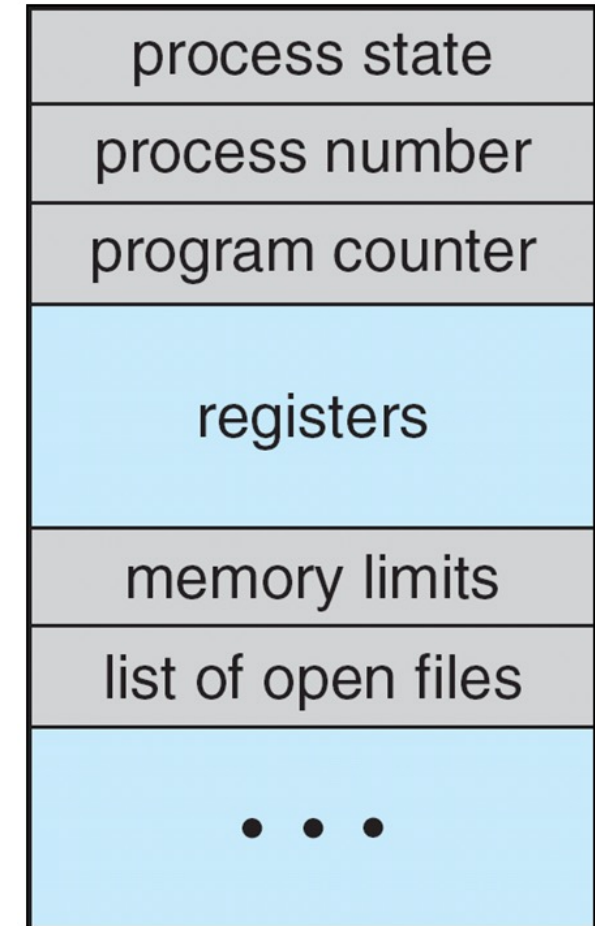 process state
process number
program counter
registers
memory limits
list of open files
• • •